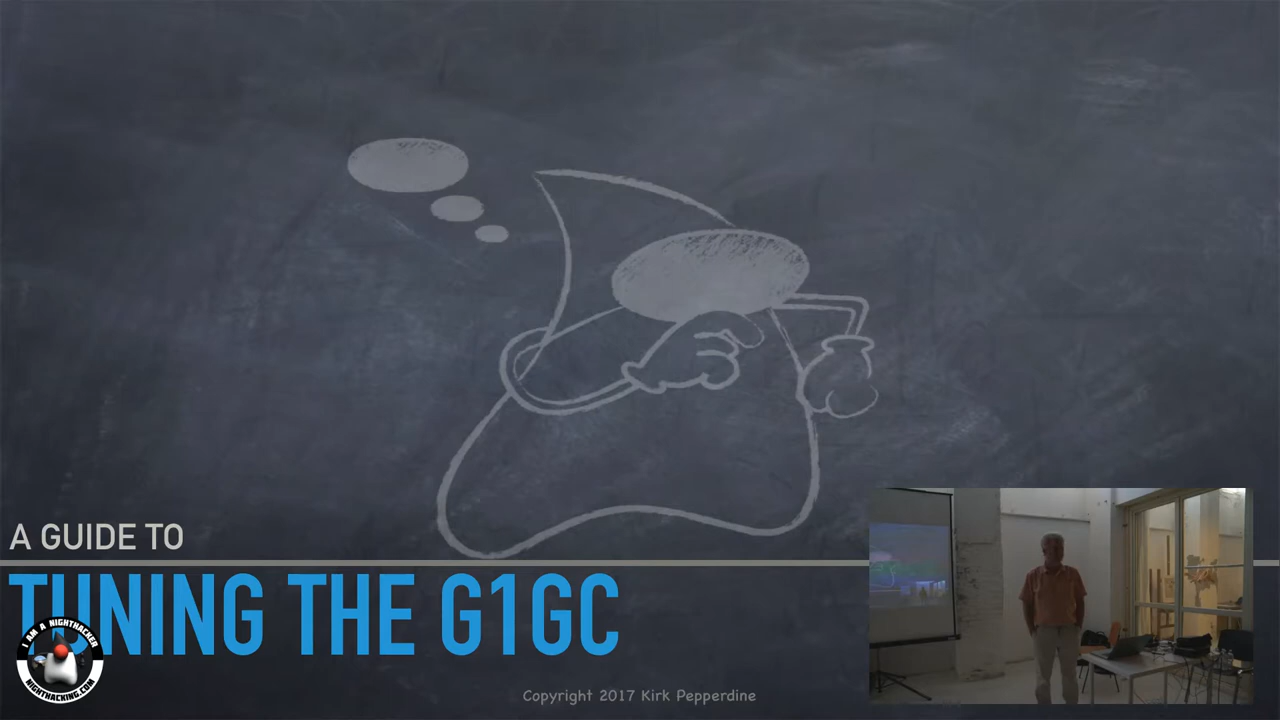 A GUIDE TO
TUNING THE G1GC
I AM A NIGHTHACKER
NIGHTHACKING.COM
Copyright 2017 Kirk Pepperdine